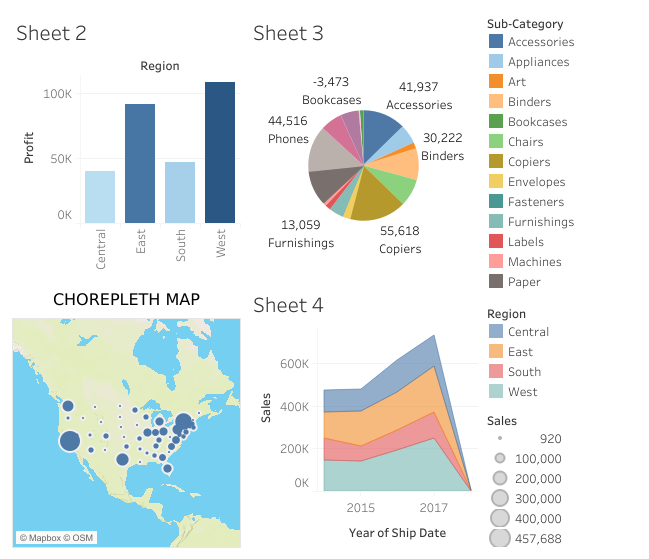 Sheet 2
Region
100K
50K
0K
Profit
Central
East
South
West
Sheet 3
-3,473
Bookcases
41,937
Accessories
44,516
Phones
30,222
Binders
13,059
Furnishings
55,618
Copiers
Sub-Category
Accessories
Appliances
Art
Binders
Bookcases
Chairs
Copiers
Envelopes
Fasteners
Furnishings
Labels
Machines
Paper
CHOREPLETH MAP
© Mapbox © OSM
Sheet 4
600K
400K
200K
0K
Sales
2015
2017
Year of Ship Date
Region
Central
East
South
West
Sales
920
100,000
200,000
300,000
400,000
457,688